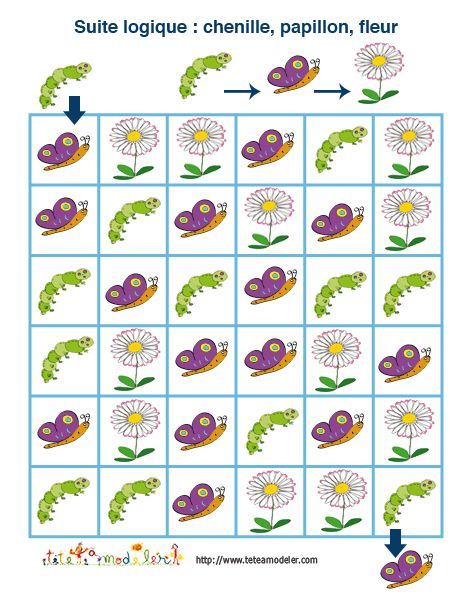 Suite logique : chenille, papillon, fleur
tete à modeler
http://www.teteamodeler.com